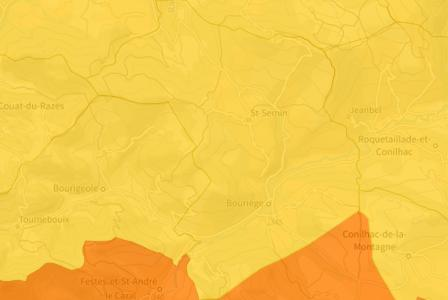 Couat-du-Razes
St-Sernin
Jeanbel
Roquetaillade-et-
Conilhac
Bourigeole
Bouriège
Tournebouix
Conilhac-de-la-
Montagne
Festes-et-St-André
le Casal